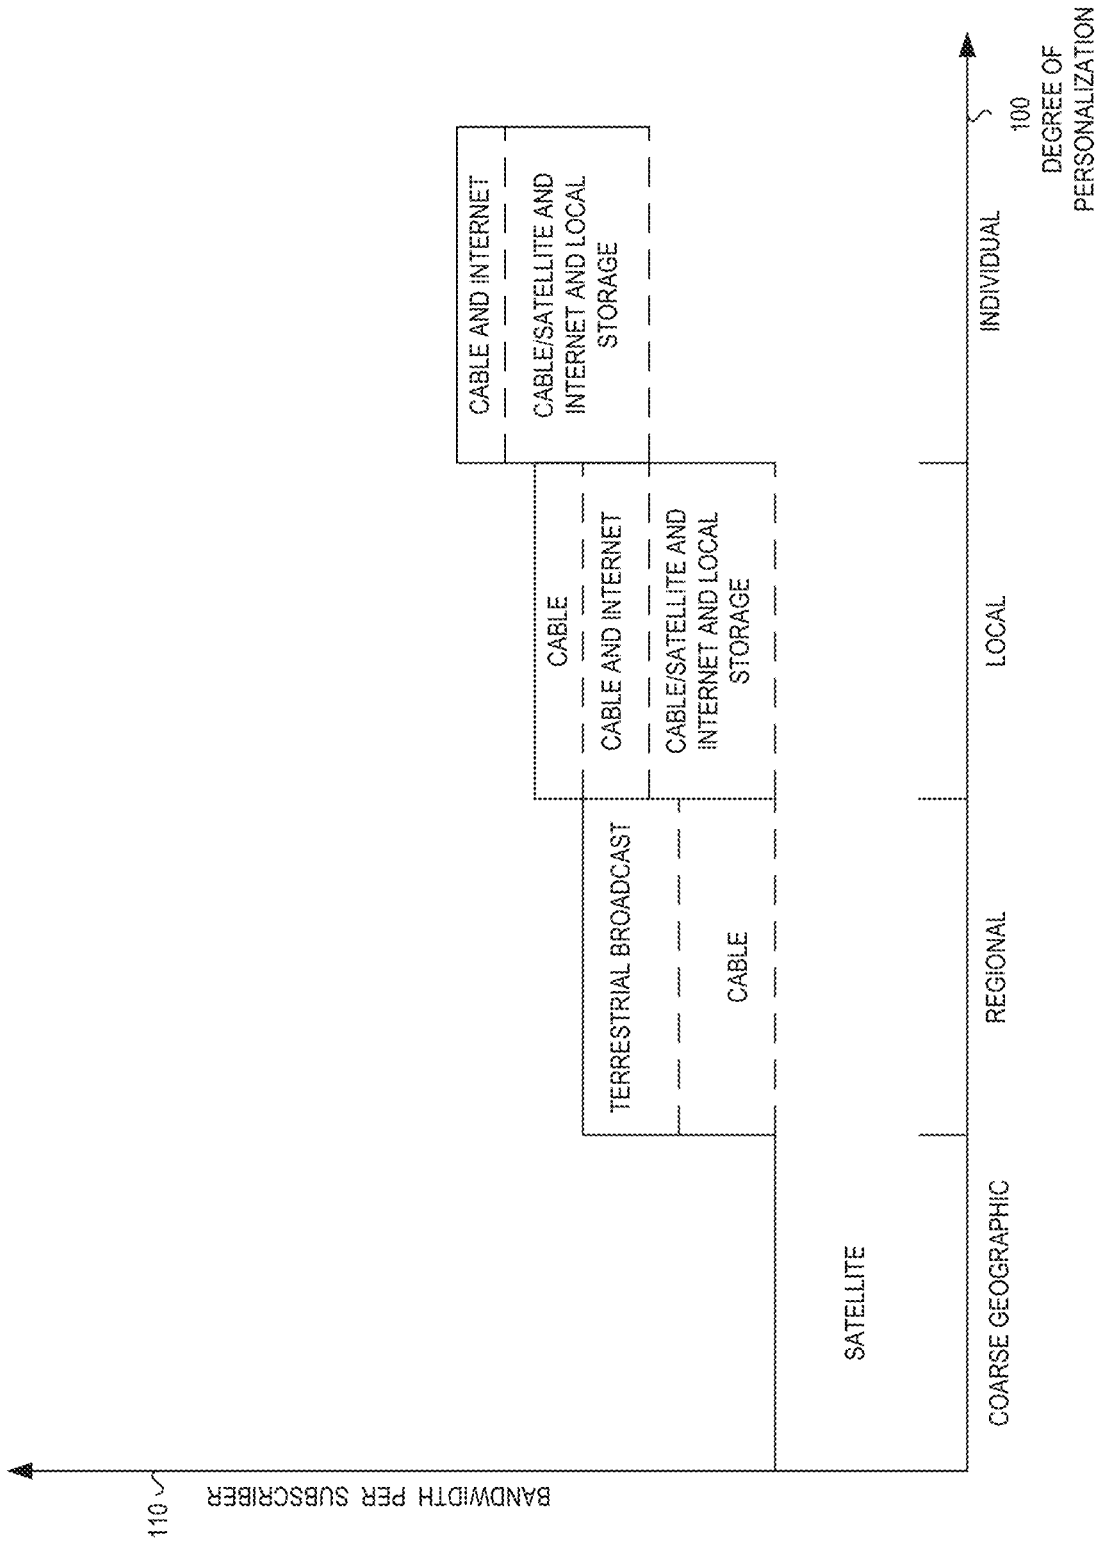 110
BANDWIDTH PER SUBSCRIBER
CABLE AND INTERNET
CABLE/SATELLITE AND
INTERNET AND LOCAL
STORAGE
CABLE
CABLE AND INTERNET
CABLE/SATELLITE AND
INTERNET AND LOCAL
STORAGE
TERRESTRIAL BROADCAST
CABLE
SATELLITE
COARSE GEOGRAPHIC
REGIONAL
LOCAL
INDIVIDUAL
100
DEGREE OF
PERSONALIZATION